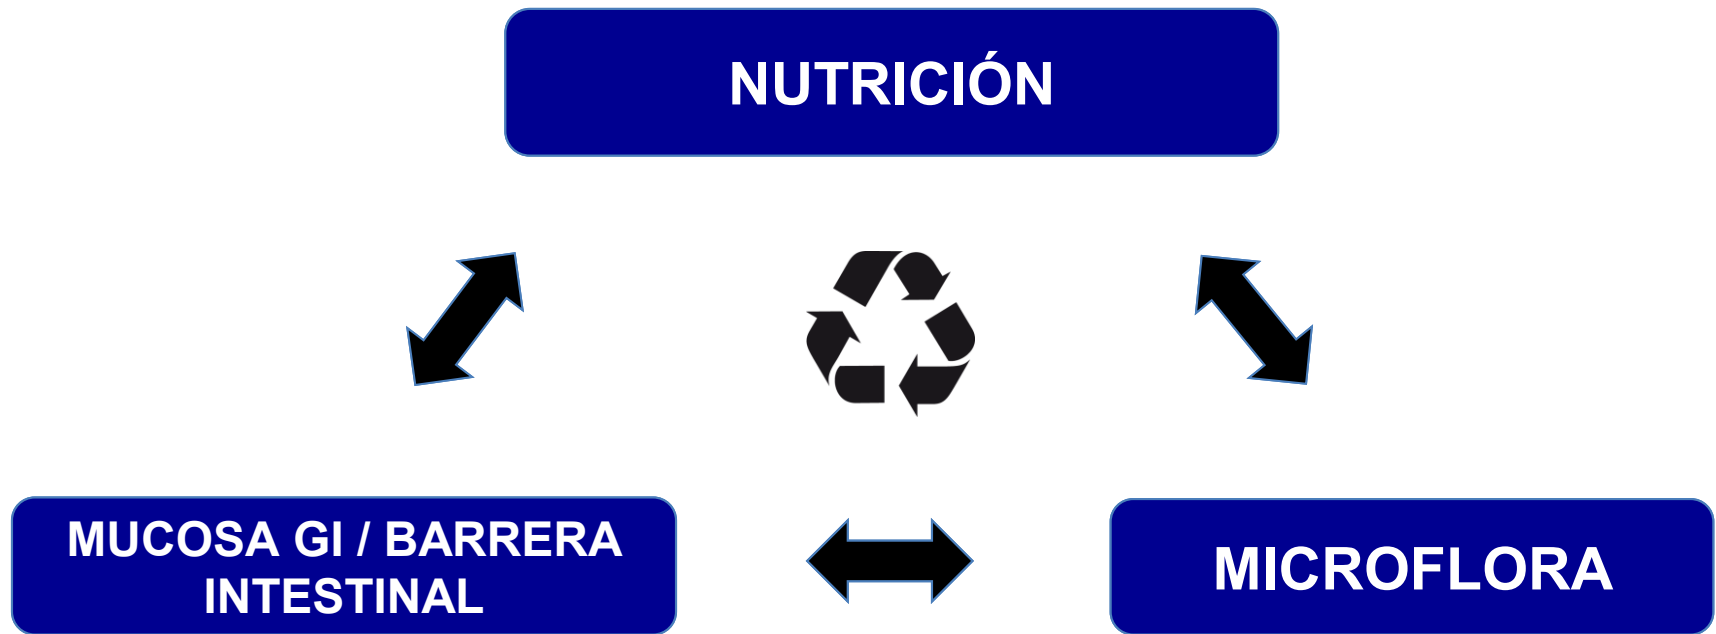 NUTRICIÓN
MUCOSA GI / BARRERA
INTESTINAL
MICROFLORA